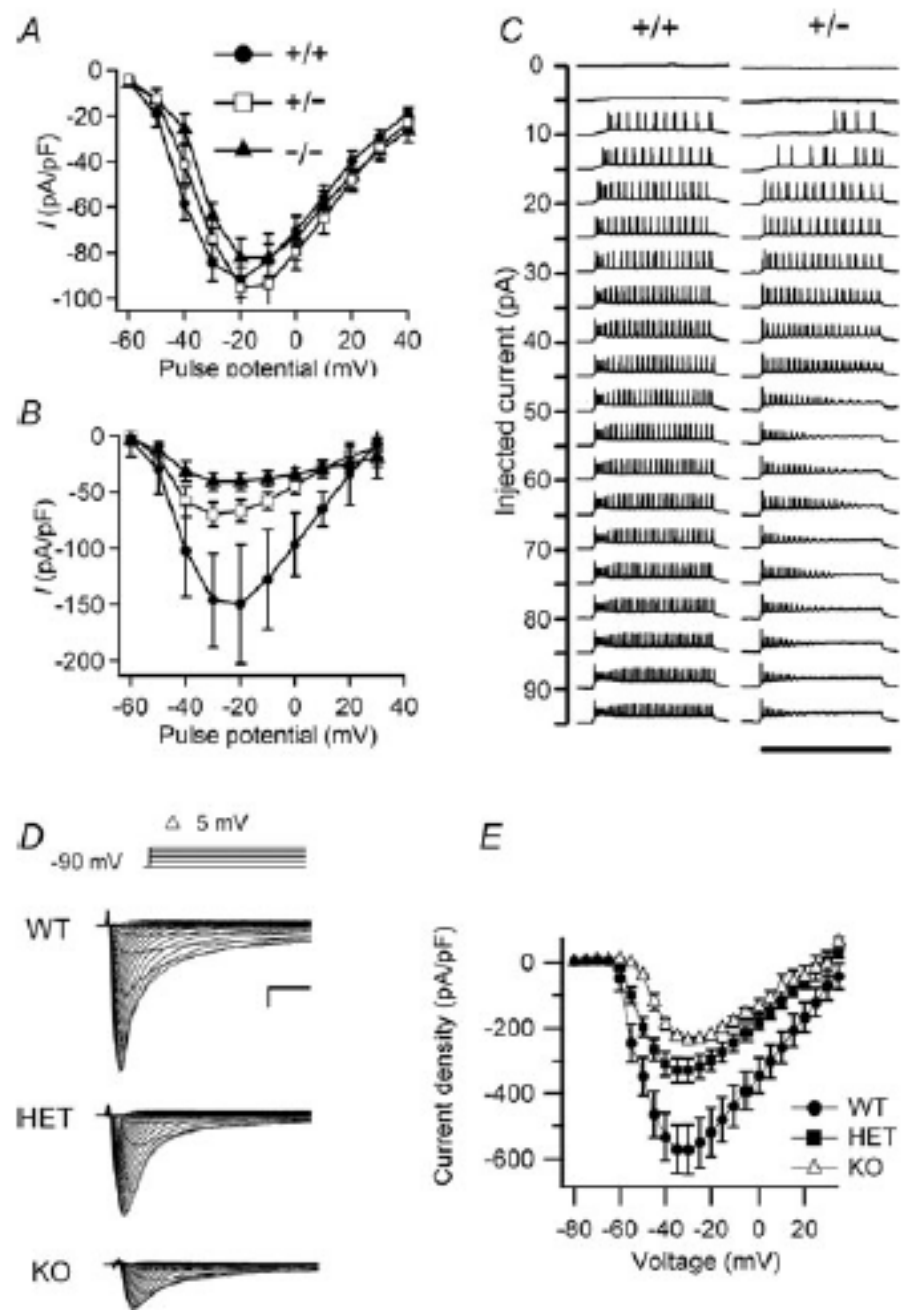 A
+/+
+/-
-/-
0
-20
-40
-60
-80
-100
I (pA/pF)
-60 -40 -20 0 20 40
Pulse potential (mV)
B
0
-50
-100
-150
-200
I (pA/pF)
-60 -40 -20 0 20 40
Pulse potential (mV)
C
+/+ +/-
0
10
20
30
40
50
60
70
80
90
Injected current (pA)
D
△ 5 mV
-90 mV
WT
HET
KO
E
0
-200
-400
-600
Current density (pA/pF)
WT
HET
KO
-80 -60 -40 -20 0 20
Voltage (mV)